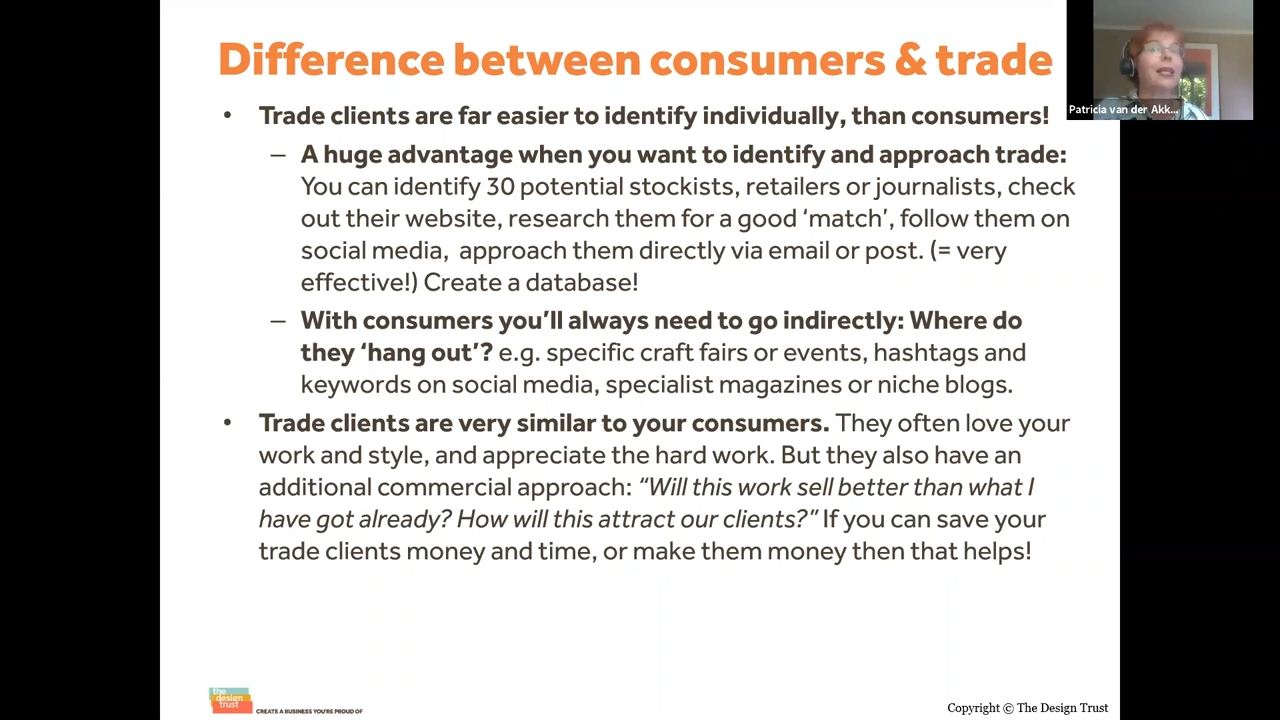 Difference between consumers & trade
Patricia van der Akk...
• Trade clients are far easier to identify individually, than consumers!
– A huge advantage when you want to identify and approach trade:
You can identify 30 potential stockists, retailers or journalists, check
out their website, research them for a good ‘match’, follow them on
social media, approach them directly via email or post. (= very
effective!) Create a database!
– With consumers you’ll always need to go indirectly: Where do
they ‘hang out’? e.g. specific craft fairs or events, hashtags and
keywords on social media, specialist magazines or niche blogs.
• Trade clients are very similar to your consumers. They often love your
work and style, and appreciate the hard work. But they also have an
additional commercial approach: “Will this work sell better than what I
have got already? How will this attract our clients?” If you can save your
trade clients money and time, or make them money then that helps!
the
design
trust
CREATE A BUSINESS YOU'RE PROUD OF
Copyright © The Design Trust